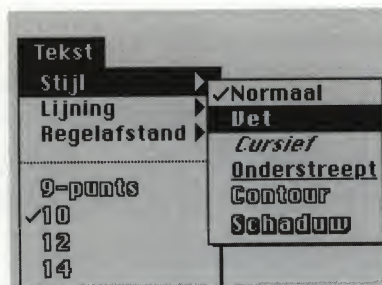 Tekst
Stijl
Lijning
Regelafstand
9-punts
✓10
12
14
✓Normaal
Vet
Cursief
Onderstreept
Contour
Schaduw